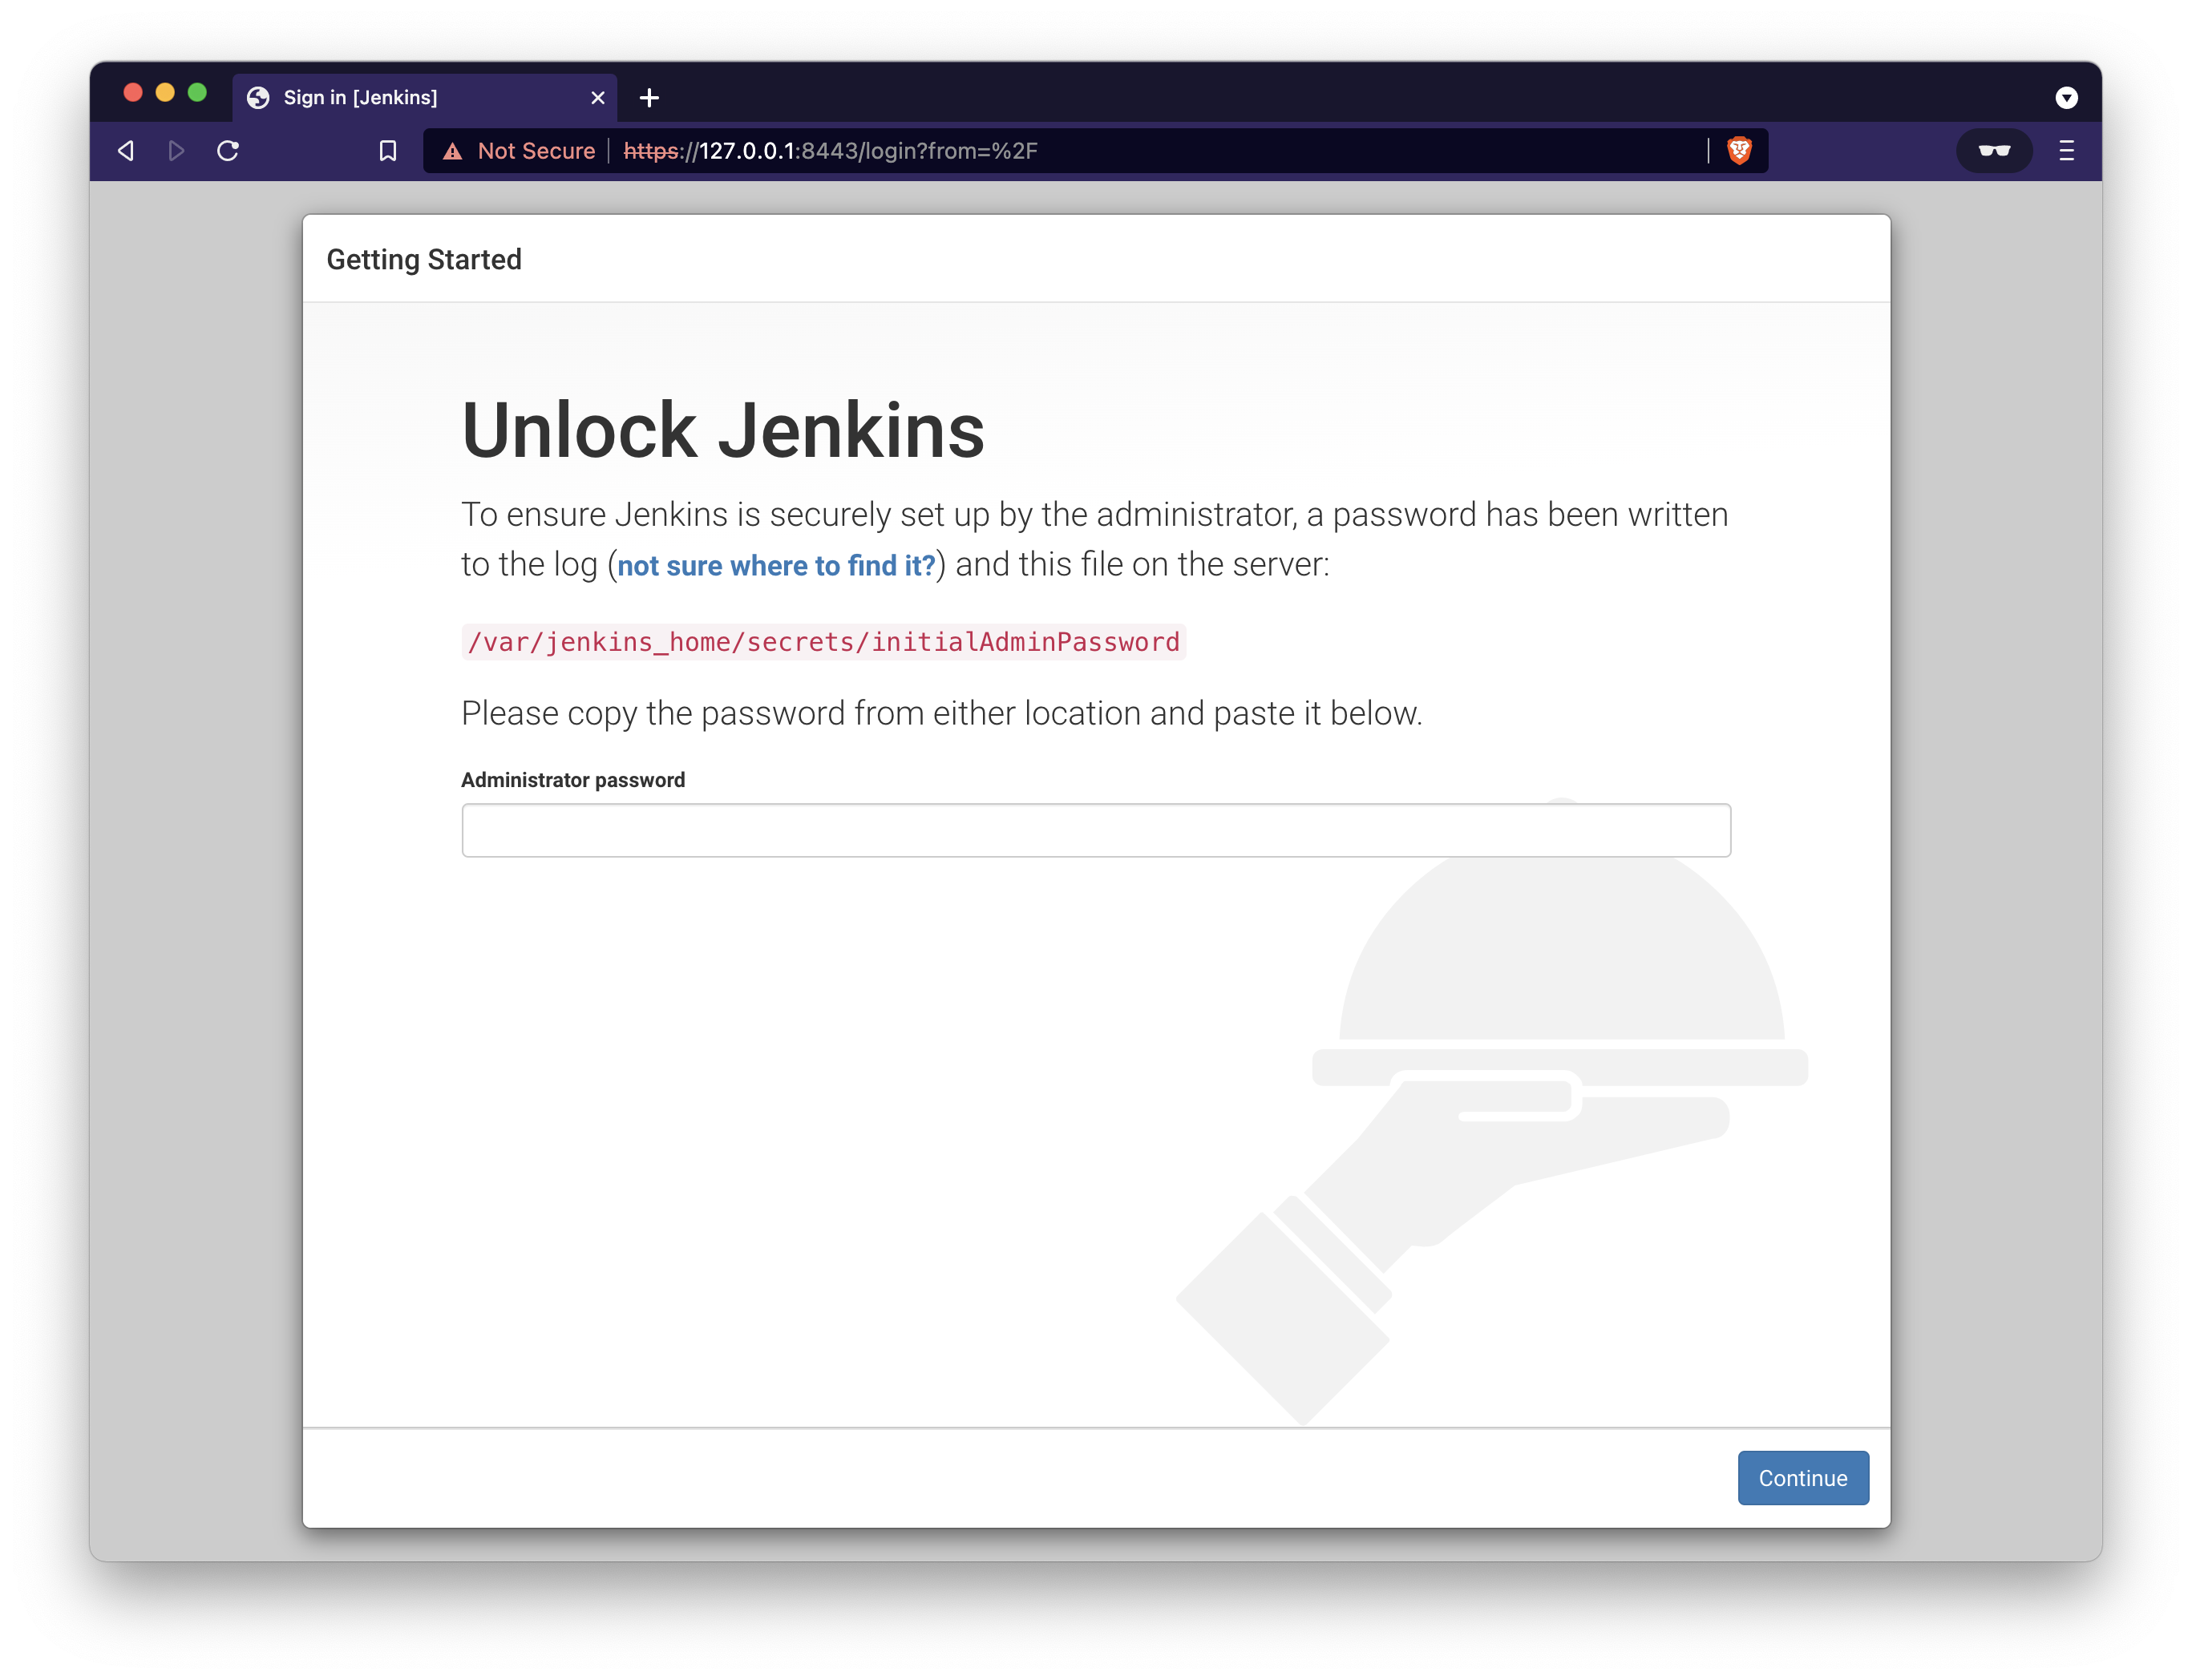 Sign in [Jenkins]
Not Secure https://127.0.0.1:8443/login?from=%2F
Getting Started
Unlock Jenkins
To ensure Jenkins is securely set up by the administrator, a password has been written
to the log (not sure where to find it?) and this file on the server:
/var/jenkins_home/secrets/initialAdminPassword
Please copy the password from either location and paste it below.
Administrator password
Continue